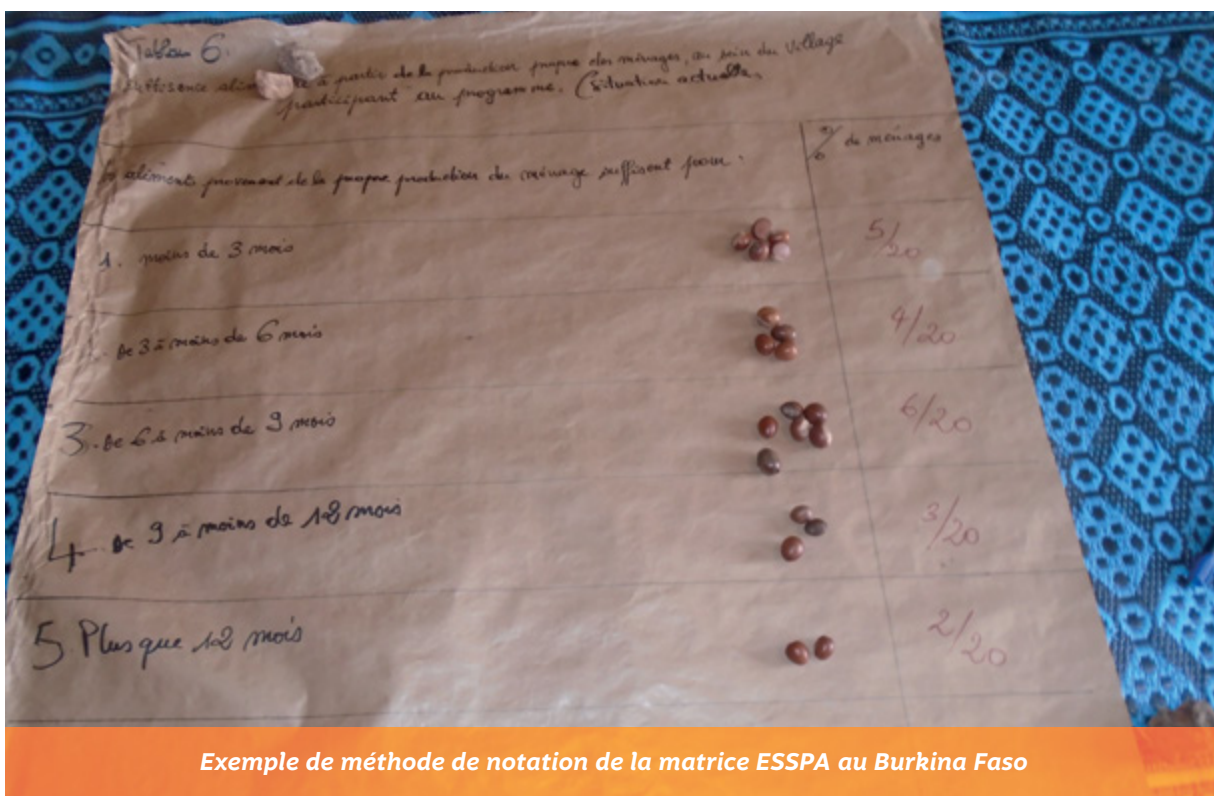 Tableau 6.
à partir de la production propre des ménages, au sein du village
participant au programme. (situation actuelle)
% de ménages
aliments provenant de la propre production du ménage suffisent pour :
1. moins de 3 mois
5/20
De 3 à moins de 6 mois
4/20
3. De 6 à moins de 9 mois
6/20
4. De 9 à moins de 12 mois
3/20
5 Plus que 12 mois
2/20
Exemple de méthode de notation de la matrice ESSPA au Burkina Faso